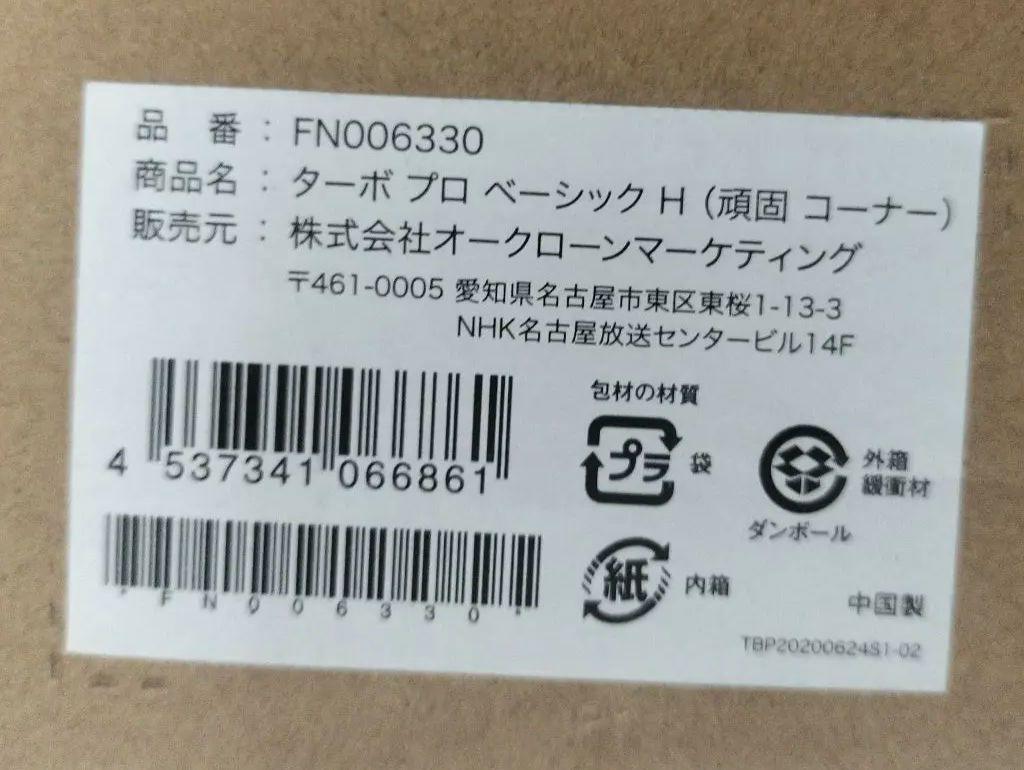 品 番 : FN006330
商品名 : ターボ プロ ベーシック H (頑固 コーナー)
販売元 : 株式会社オークローンマーケティング
〒461-0005 愛知県名古屋市東区東桜1-13-3
NHK名古屋放送センタービル14F
包材の材質
プラ 袋
外箱
緩衝材
ダンボール
紙 内箱
4 537341 066861
*FN006330*
中国製
TBP20200624S1-02